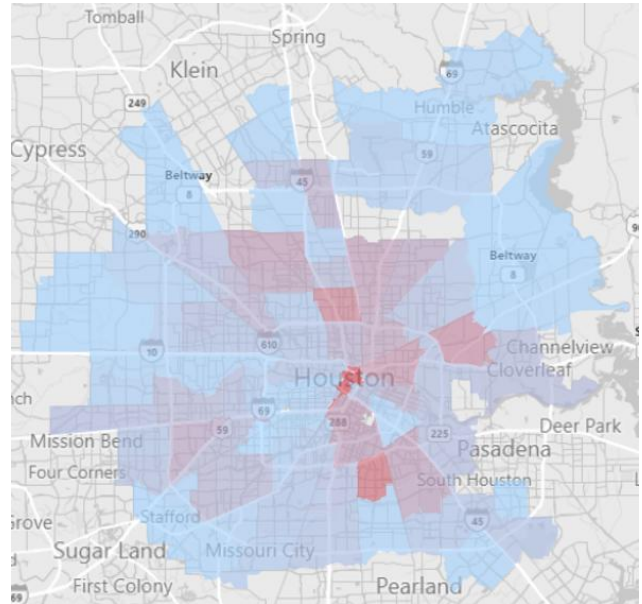 Tomball
Spring
Klein
69
249
Humble
Atascocita
Cypress
59
Beltway
8
45
290
Beltway
8
610
10
Channelview
Houston
Cloverleaf
69
288
59
225
Deer Park
Mission Bend
Pasadena
Four Corners
South Houston
Stafford
45
Sugar Land
Missouri City
First Colony
Pearland
69